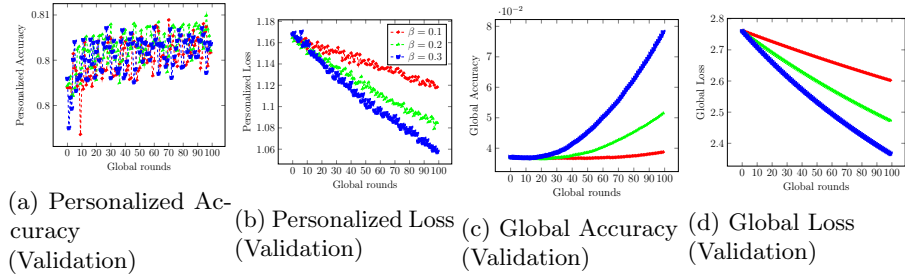 0.81
0.8
0.8
Personalized Accuracy
0 10 20 30 40 50 60 70 80 90 100
Global rounds
(a) Personalized Ac-
curacy
(Validation)
1.18
1.16
1.14
1.12
1.1
1.08
1.06
Personalized Loss
β = 0.1
β = 0.2
β = 0.3
0 10 20 30 40 50 60 70 80 90 100
Global rounds
(b) Personalized Loss
(Validation)
·10⁻²
8
6
4
Global Accuracy
0 10 20 30 40 50 60 70 80 90 100
Global rounds
(c) Global Accuracy
(Validation)
2.8
2.7
2.6
2.5
2.4
Global Loss
0 10 20 30 40 50 60 70 80 90 100
Global rounds
(d) Global Loss
(Validation)